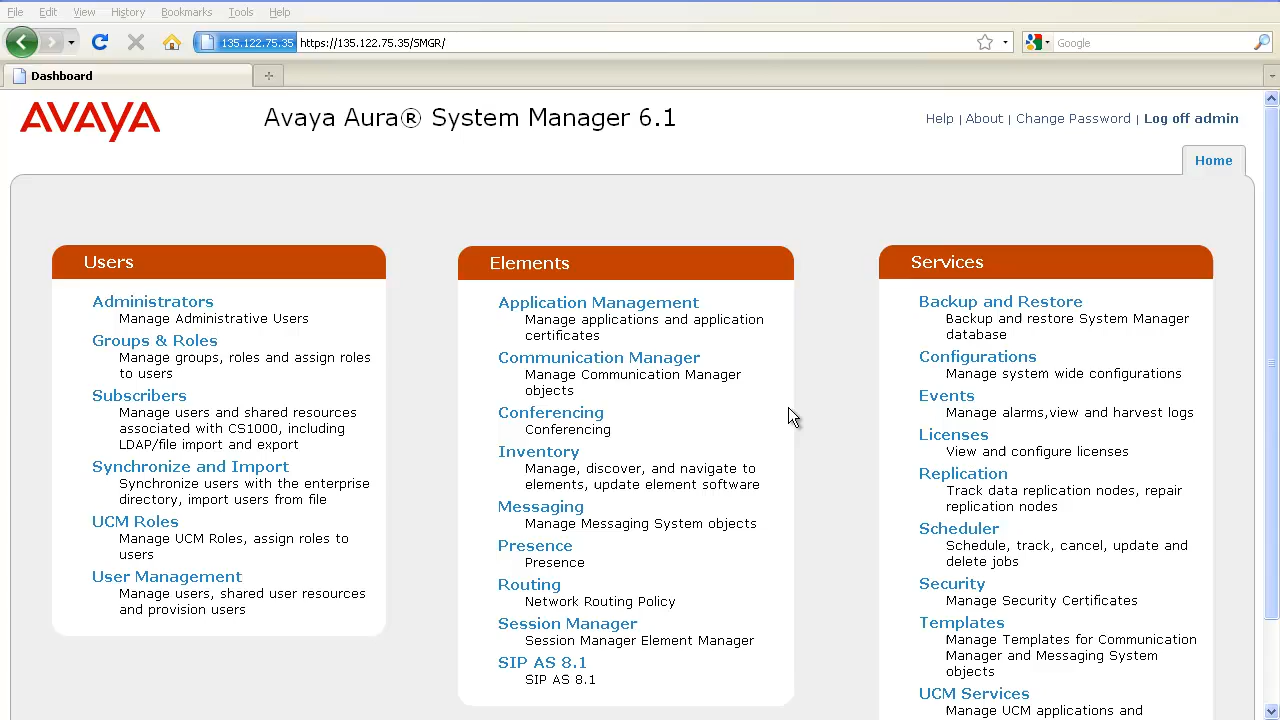 File Edit View History Bookmarks Tools Help
135.122.75.35 https://135.122.75.35/SMGR/
Google
Dashboard
AVAYA
Avaya Aura® System Manager 6.1
Help | About | Change Password | Log off admin
Home
Users
Administrators
Manage Administrative Users
Groups & Roles
Manage groups, roles and assign roles
to users
Subscribers
Manage users and shared resources
associated with CS1000, including
LDAP/file import and export
Synchronize and Import
Synchronize users with the enterprise
directory, import users from file
UCM Roles
Manage UCM Roles, assign roles to
users
User Management
Manage users, shared user resources
and provision users
Elements
Application Management
Manage applications and application
certificates
Communication Manager
Manage Communication Manager
objects
Conferencing
Conferencing
Inventory
Manage, discover, and navigate to
elements, update element software
Messaging
Manage Messaging System objects
Presence
Presence
Routing
Network Routing Policy
Session Manager
Session Manager Element Manager
SIP AS 8.1
SIP AS 8.1
Services
Backup and Restore
Backup and restore System Manager
database
Configurations
Manage system wide configurations
Events
Manage alarms,view and harvest logs
Licenses
View and configure licenses
Replication
Track data replication nodes, repair
replication nodes
Scheduler
Schedule, track, cancel, update and
delete jobs
Security
Manage Security Certificates
Templates
Manage Templates for Communication
Manager and Messaging System
objects
UCM Services
Manage UCM applications and